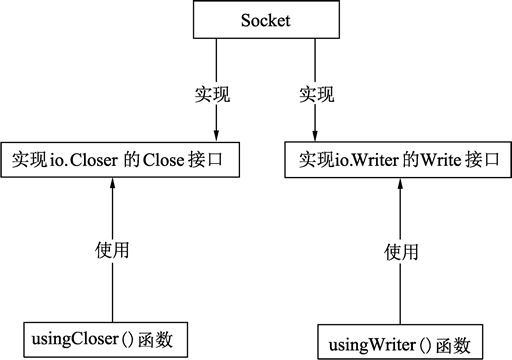 Socket
实现
实现
实现io.Closer 的Close 接口
实现io.Writer 的Write 接口
使用
使用
usingCloser()函数
usingWriter()函数